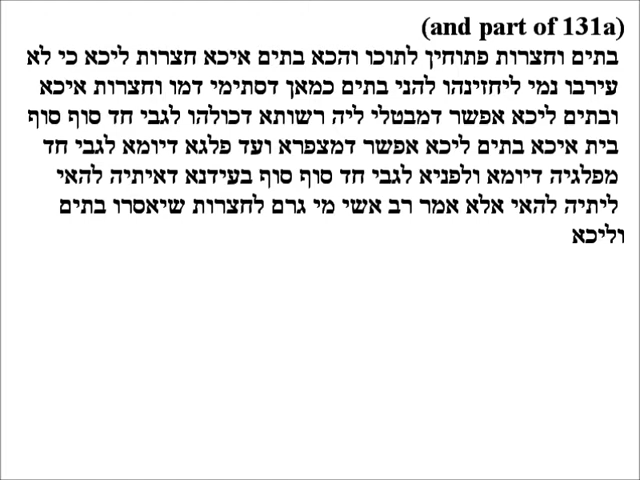 (and part of 131a)
בתים וחצרות פתוחין לתוכו והכא בתים איכא חצרות ליכא כי לא
עירבו נמי ליחזינהו להני בתים כמאן דסתימי דמו וחצרות איכא
ובתים ליכא אפשר דמבטלי ליה רשותא דכולהו לגבי חד סוף סוף
בית איכא בתים ליכא אפשר דמצפרא ועד פלגא דיומא לגבי חד
מפלגיה דיומא ולפניא לגבי חד סוף סוף בעידנא דאיתיה להאי
ליתיה להאי אלא אמר רב אשי מי גרם לחצרות שיאסרו בתים
וליכא